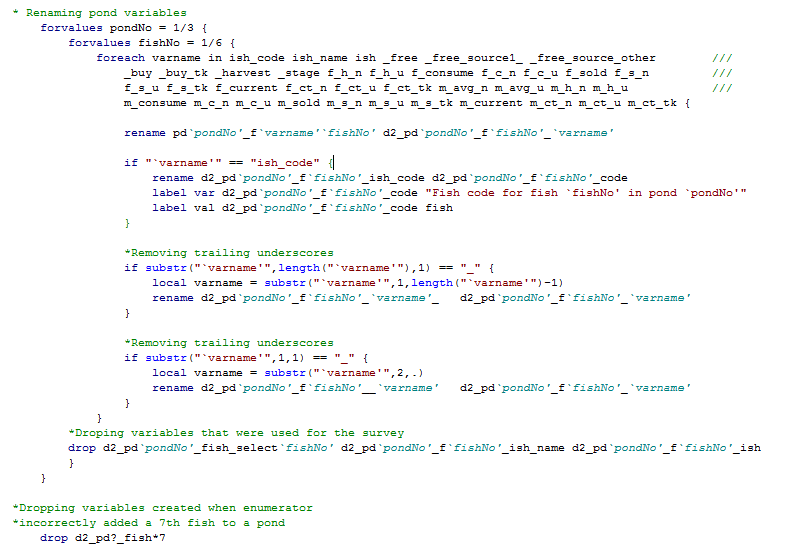 * Renaming pond variables
forvalues pondNo = 1/3 {
forvalues fishNo = 1/6 {
foreach varname in ish_code ish_name ish _free _free_source1_ _free_source_other ///
_buy _buy_tk _harvest _stage f_h_n f_h_u f_consume f_c_n f_c_u f_sold f_s_n ///
f_s_u f_s_tk f_current f_ct_n f_ct_u f_ct_tk m_avg_n m_avg_u m_h_n m_h_u ///
m_consume m_c_n m_c_u m_sold m_s_n m_s_u m_s_tk m_current m_ct_n m_ct_u m_ct_tk {
rename pd`pondNo'_f`varname'`fishNo' d2_pd`pondNo'_f`fishNo'_`varname'
if "`varname'" == "ish_code" {
rename d2_pd`pondNo'_f`fishNo'_ish_code d2_pd`pondNo'_f`fishNo'_code
label var d2_pd`pondNo'_f`fishNo'_code "Fish code for fish `fishNo' in pond `pondNo'"
label val d2_pd`pondNo'_f`fishNo'_code fish
}
*Removing trailing underscores
if substr("`varname'",length("`varname'"),1) == "_" {
local varname = substr("`varname'",1,length("`varname'")-1)
rename d2_pd`pondNo'_f`fishNo'_`varname'_ d2_pd`pondNo'_f`fishNo'_`varname'
}
*Removing trailing underscores
if substr("`varname'",1,1) == "_" {
local varname = substr("`varname'",2,.)
rename d2_pd`pondNo'_f`fishNo'__`varname' d2_pd`pondNo'_f`fishNo'_`varname'
}
}
*Droping variables that were used for the survey
drop d2_pd`pondNo'_fish_select`fishNo' d2_pd`pondNo'_f`fishNo'_ish_name d2_pd`pondNo'_f`fishNo'_ish
}
}
*Dropping variables created when enumerator
*incorrectly added a 7th fish to a pond
drop d2_pd?_fish*7